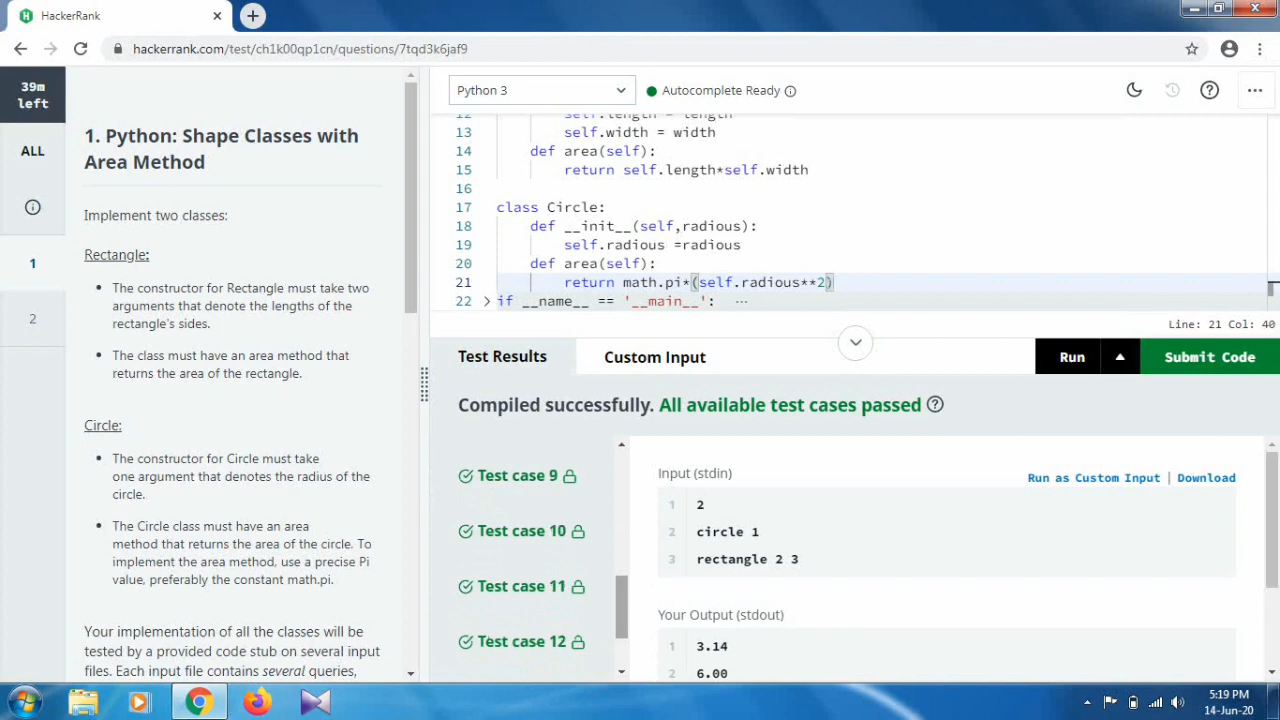 HackerRank
hackerrank.com/test/ch1k00qp1cn/questions/7tqd3k6jaf9
39m
left
ALL
1
2
1. Python: Shape Classes with
Area Method
Implement two classes:
Rectangle:
The constructor for Rectangle must take two
arguments that denote the lengths of the
rectangle's sides.
The class must have an area method that
returns the area of the rectangle.
Circle:
The constructor for Circle must take
one argument that denotes the radius of the
circle.
The Circle class must have an area
method that returns the area of the circle. To
implement the area method, use a precise Pi
value, preferably the constant math.pi.
Your implementation of all the classes will be
tested by a provided code stub on several input
files. Each input file contains several queries,
Python 3
Autocomplete Ready
12 self.length = length
13 self.width = width
14 def area(self):
15 return self.length*self.width
16
17 class Circle:
18 def __init__(self,radious):
19 self.radious =radious
20 def area(self):
21 return math.pi*(self.radious**2)
22 if __name__ == '__main__': ...
Line: 21 Col: 40
Test Results
Custom Input
Run
Submit Code
Compiled successfully. All available test cases passed
Test case 9
Test case 10
Test case 11
Test case 12
Input (stdin)
Run as Custom Input | Download
1 2
2 circle 1
3 rectangle 2 3
Your Output (stdout)
1 3.14
2 6.00
5:19 PM
14-Jun-20